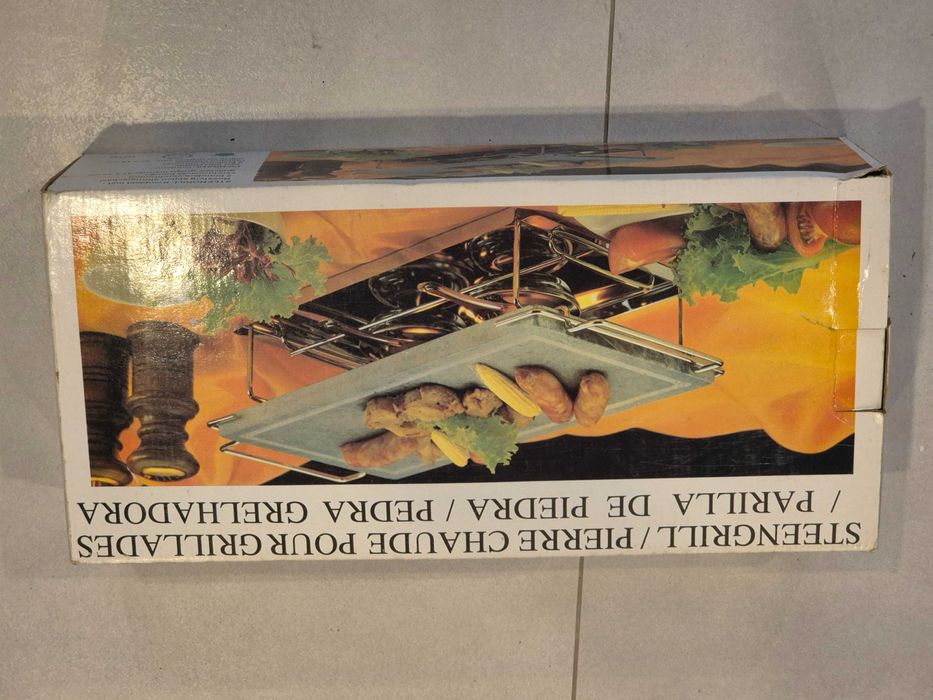 STEENGRILL / PIERRE CHAUDE POUR GRILLADES
/ PARILLA DE PIEDRA / PEDRA GRELHADORA